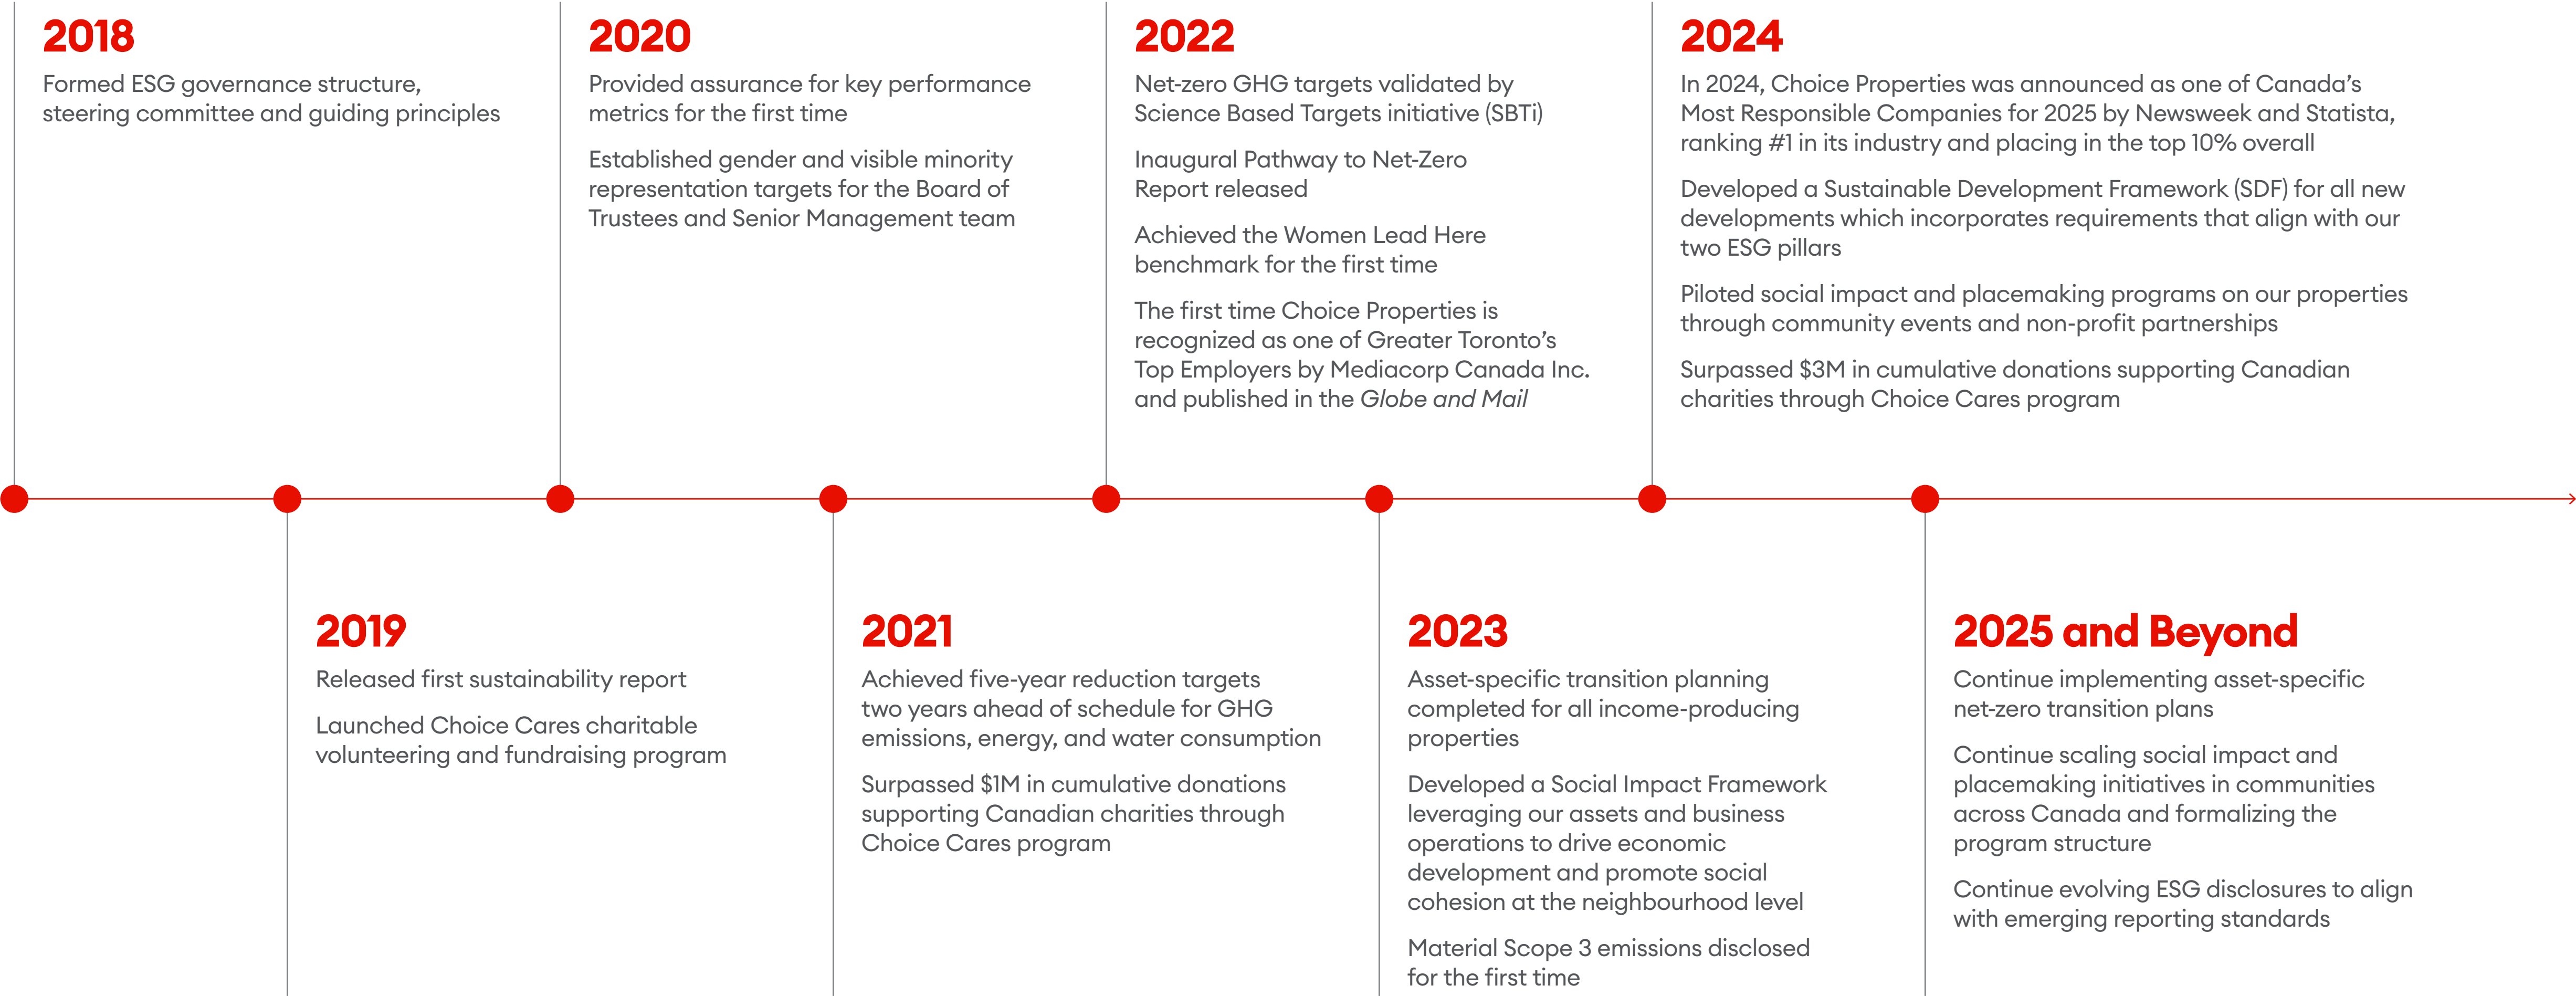 2018
Formed ESG governance structure,
steering committee and guiding principles
2020
Provided assurance for key performance
metrics for the first time
Established gender and visible minority
representation targets for the Board of
Trustees and Senior Management team
2022
Net-zero GHG targets validated by
Science Based Targets initiative (SBTi)
Inaugural Pathway to Net-Zero
Report released
Achieved the Women Lead Here
benchmark for the first time
The first time Choice Properties is
recognized as one of Greater Toronto’s
Top Employers by Mediacorp Canada Inc.
and published in the Globe and Mail
2024
In 2024, Choice Properties was announced as one of Canada’s
Most Responsible Companies for 2025 by Newsweek and Statista,
ranking #1 in its industry and placing in the top 10% overall
Developed a Sustainable Development Framework (SDF) for all new
developments which incorporates requirements that align with our
two ESG pillars
Piloted social impact and placemaking programs on our properties
through community events and non-profit partnerships
Surpassed $3M in cumulative donations supporting Canadian
charities through Choice Cares program
2019
Released first sustainability report
Launched Choice Cares charitable
volunteering and fundraising program
2021
Achieved five-year reduction targets
two years ahead of schedule for GHG
emissions, energy, and water consumption
Surpassed $1M in cumulative donations
supporting Canadian charities through
Choice Cares program
2023
Asset-specific transition planning
completed for all income-producing
properties
Developed a Social Impact Framework
leveraging our assets and business
operations to drive economic
development and promote social
cohesion at the neighbourhood level
Material Scope 3 emissions disclosed
for the first time
2025 and Beyond
Continue implementing asset-specific
net-zero transition plans
Continue scaling social impact and
placemaking initiatives in communities
across Canada and formalizing the
program structure
Continue evolving ESG disclosures to align
with emerging reporting standards